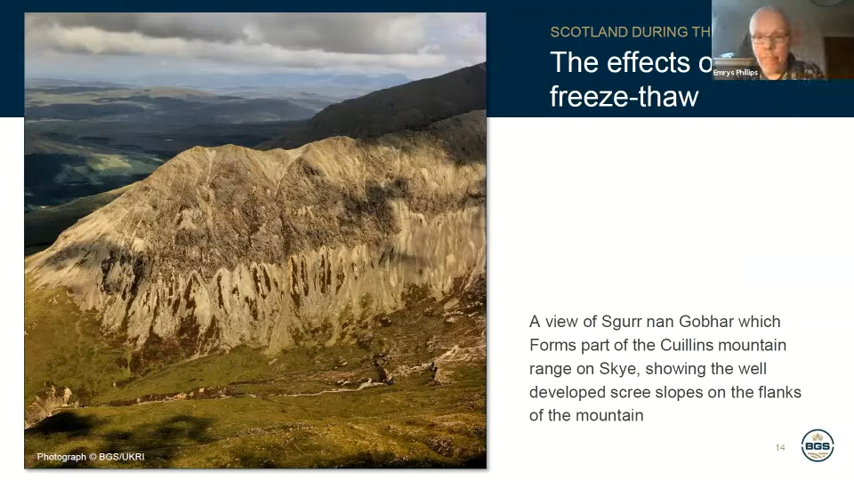 SCOTLAND DURING TH
The effects o
freeze-thaw
Emrys Phillips
A view of Sgurr nan Gobhar which
Forms part of the Cuillins mountain
range on Skye, showing the well
developed scree slopes on the flanks
of the mountain
Photograph © BGS/UKRI
14
BGS